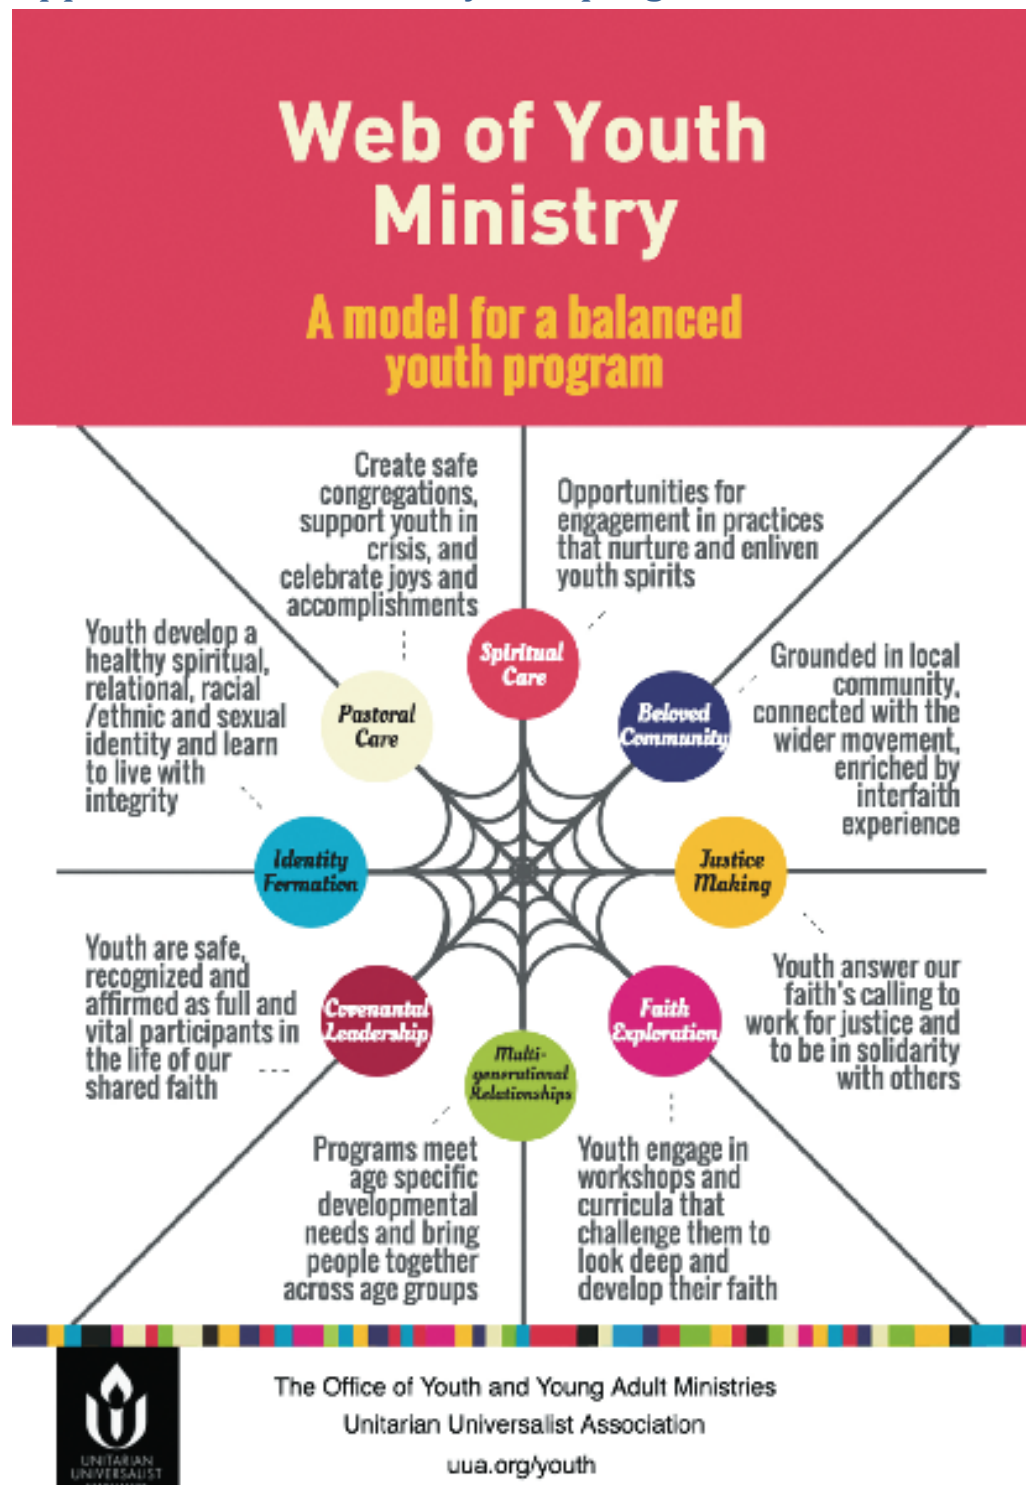 Web of Youth
Ministry
A model for a balanced
youth program
Create safe
congregations,
support youth in
crisis, and
celebrate joys and
accomplishments
Opportunities for
engagement in practices
that nurture and enliven
youth spirits
Spiritual
Care
Youth develop a
healthy spiritual,
relational, racial
/ethnic and sexual
identity and learn
to live with
integrity
Pastoral
Care
Beloved
Community
Grounded in local
community,
connected with the
wider movement,
enriched by
interfaith
experience
Identity
Formation
Justice
Making
Youth are safe,
recognized and
affirmed as full and
vital participants in
the life of our
shared faith
Covenantal
Leadership
Multi-
generational
Relationships
Faith
Exploration
Youth answer our
faith's calling to
work for justice and
to be in solidarity
with others
Programs meet
age specific
developmental
needs and bring
people together
across age groups
Youth engage in
workshops and
curricula that
challenge them to
look deep and
develop their faith
UNITARIAN
UNIVERSALIST
The Office of Youth and Young Adult Ministries
Unitarian Universalist Association
uua.org/youth